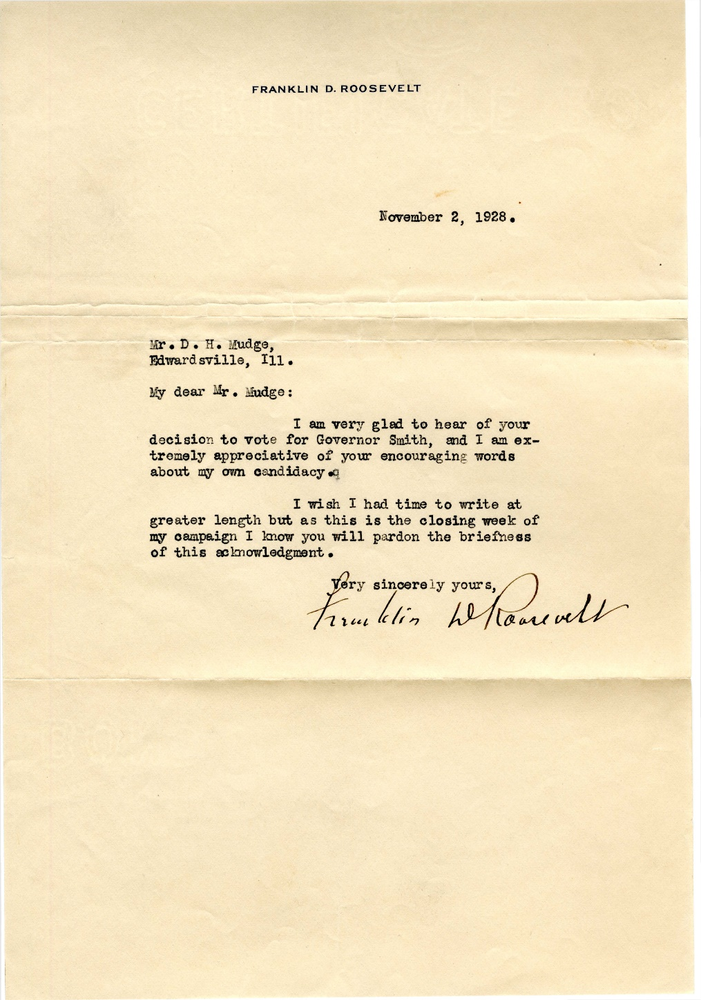 FRANKLIN D. ROOSEVELT
November 2, 1928.
Mr. D. H. Mudge,
Edwardsville, Ill.
My dear Mr. Mudge:
I am very glad to hear of your
decision to vote for Governor Smith, and I am ex-
tremely appreciative of your encouraging words
about my own candidacy.q
I wish I had time to write at
greater length but as this is the closing week of
my campaign I know you will pardon the briefness
of this acknowledgment.
Very sincerely yours,
Franklin D Roosevelt